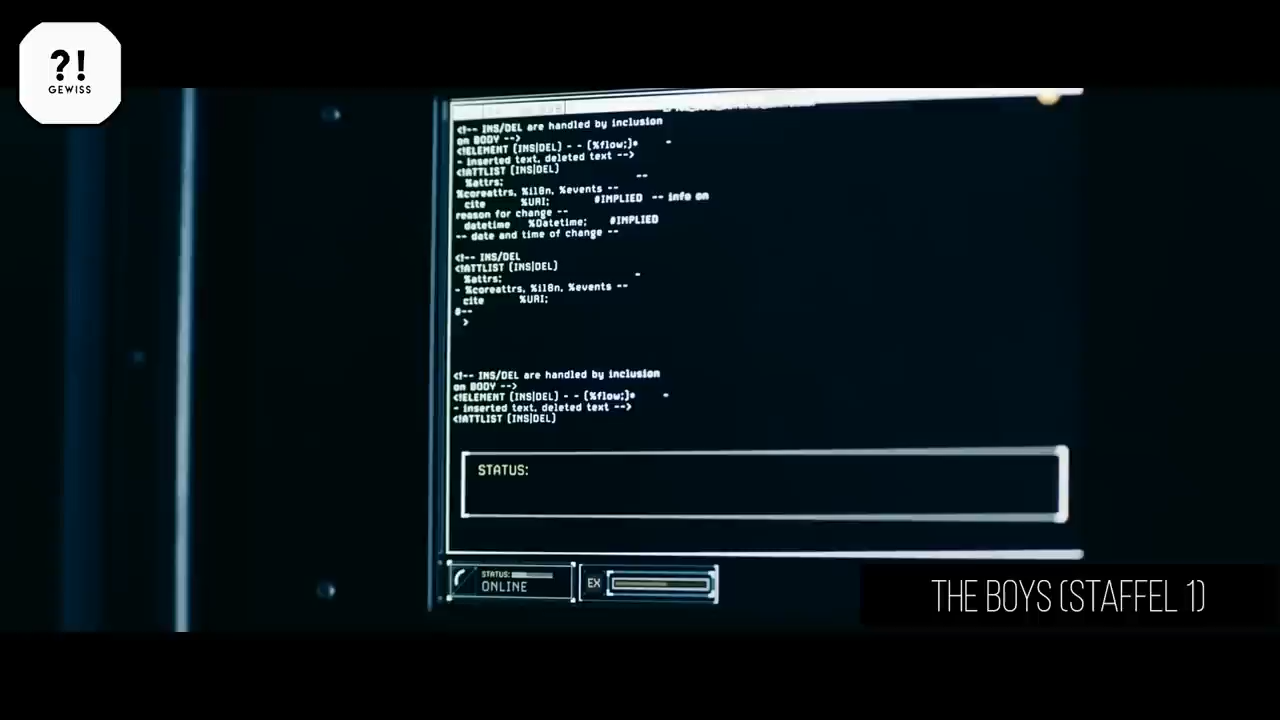 ?!
GEWISS
<!-- INS/DEL are handled by inclusion
on BODY -->
<!ELEMENT (INS|DEL) - - (%flow;)* -
- inserted text, deleted text -->
<!ATTLIST (INS|DEL)
%attrs; --
%coreattrs, %i18n, %events --
cite %URI; #IMPLIED -- info on
reason for change --
datetime %Datetime; #IMPLIED
-- date and time of change --
<!-- INS/DEL
<!ATTLIST (INS|DEL)
%attrs; -
- %coreattrs, %i18n, %events --
cite %URI;
#--
>
<!-- INS/DEL are handled by inclusion
on BODY -->
<!ELEMENT (INS|DEL) - - (%flow;)* -
- inserted text, deleted text -->
<!ATTLIST (INS|DEL)
STATUS:
STATUS:
ONLINE
EX
THE BOYS (STAFFEL 1)